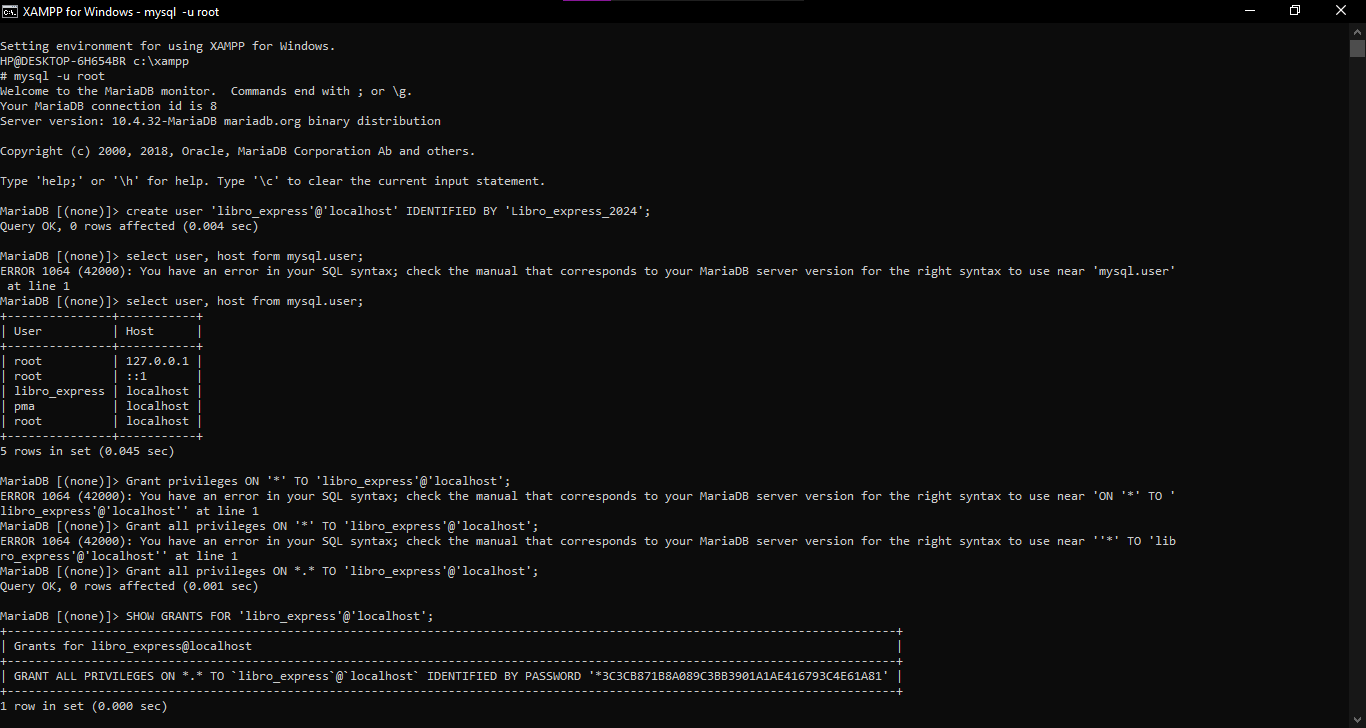 XAMPP for Windows - mysql  -u root
Setting environment for using XAMPP for Windows.
HP@DESKTOP-6H654BR c:\xampp
# mysql -u root
Welcome to the MariaDB monitor.  Commands end with ; or \g.
Your MariaDB connection id is 8
Server version: 10.4.32-MariaDB mariadb.org binary distribution
Copyright (c) 2000, 2018, Oracle, MariaDB Corporation Ab and others.
Type 'help;' or '\h' for help. Type '\c' to clear the current input statement.
MariaDB [(none)]> create user 'libro_express'@'localhost' IDENTIFIED BY 'Libro_express_2024';
Query OK, 0 rows affected (0.004 sec)
MariaDB [(none)]> select user, host form mysql.user;
ERROR 1064 (42000): You have an error in your SQL syntax; check the manual that corresponds to your MariaDB server version for the right syntax to use near 'mysql.user'
 at line 1
MariaDB [(none)]> select user, host from mysql.user;
+---------------+-----------+
| User          | Host      |
+---------------+-----------+
| root          | 127.0.0.1 |
| root          | ::1       |
| libro_express | localhost |
| pma           | localhost |
| root          | localhost |
+---------------+-----------+
5 rows in set (0.045 sec)
MariaDB [(none)]> Grant privileges ON '*' TO 'libro_express'@'localhost';
ERROR 1064 (42000): You have an error in your SQL syntax; check the manual that corresponds to your MariaDB server version for the right syntax to use near 'ON '*' TO '
libro_express'@'localhost'' at line 1
MariaDB [(none)]> Grant all privileges ON '*' TO 'libro_express'@'localhost';
ERROR 1064 (42000): You have an error in your SQL syntax; check the manual that corresponds to your MariaDB server version for the right syntax to use near ''*' TO 'lib
ro_express'@'localhost'' at line 1
MariaDB [(none)]> Grant all privileges ON *.* TO 'libro_express'@'localhost';
Query OK, 0 rows affected (0.001 sec)
MariaDB [(none)]> SHOW GRANTS FOR 'libro_express'@'localhost';
+-------------------------------------------------------------------------------------------------------------------------------+
| Grants for libro_express@localhost                                                                                            |
+-------------------------------------------------------------------------------------------------------------------------------+
| GRANT ALL PRIVILEGES ON *.* TO `libro_express`@`localhost` IDENTIFIED BY PASSWORD '*3C3CB871B8A089C3BB3901A1AE416793C4E61A81' |
+-------------------------------------------------------------------------------------------------------------------------------+
1 row in set (0.000 sec)